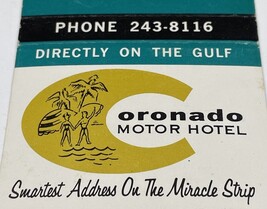 PHONE 243-8116
DIRECTLY ON THE GULF
Coronado
MOTOR HOTEL
Smartest Address On The Miracle Strip